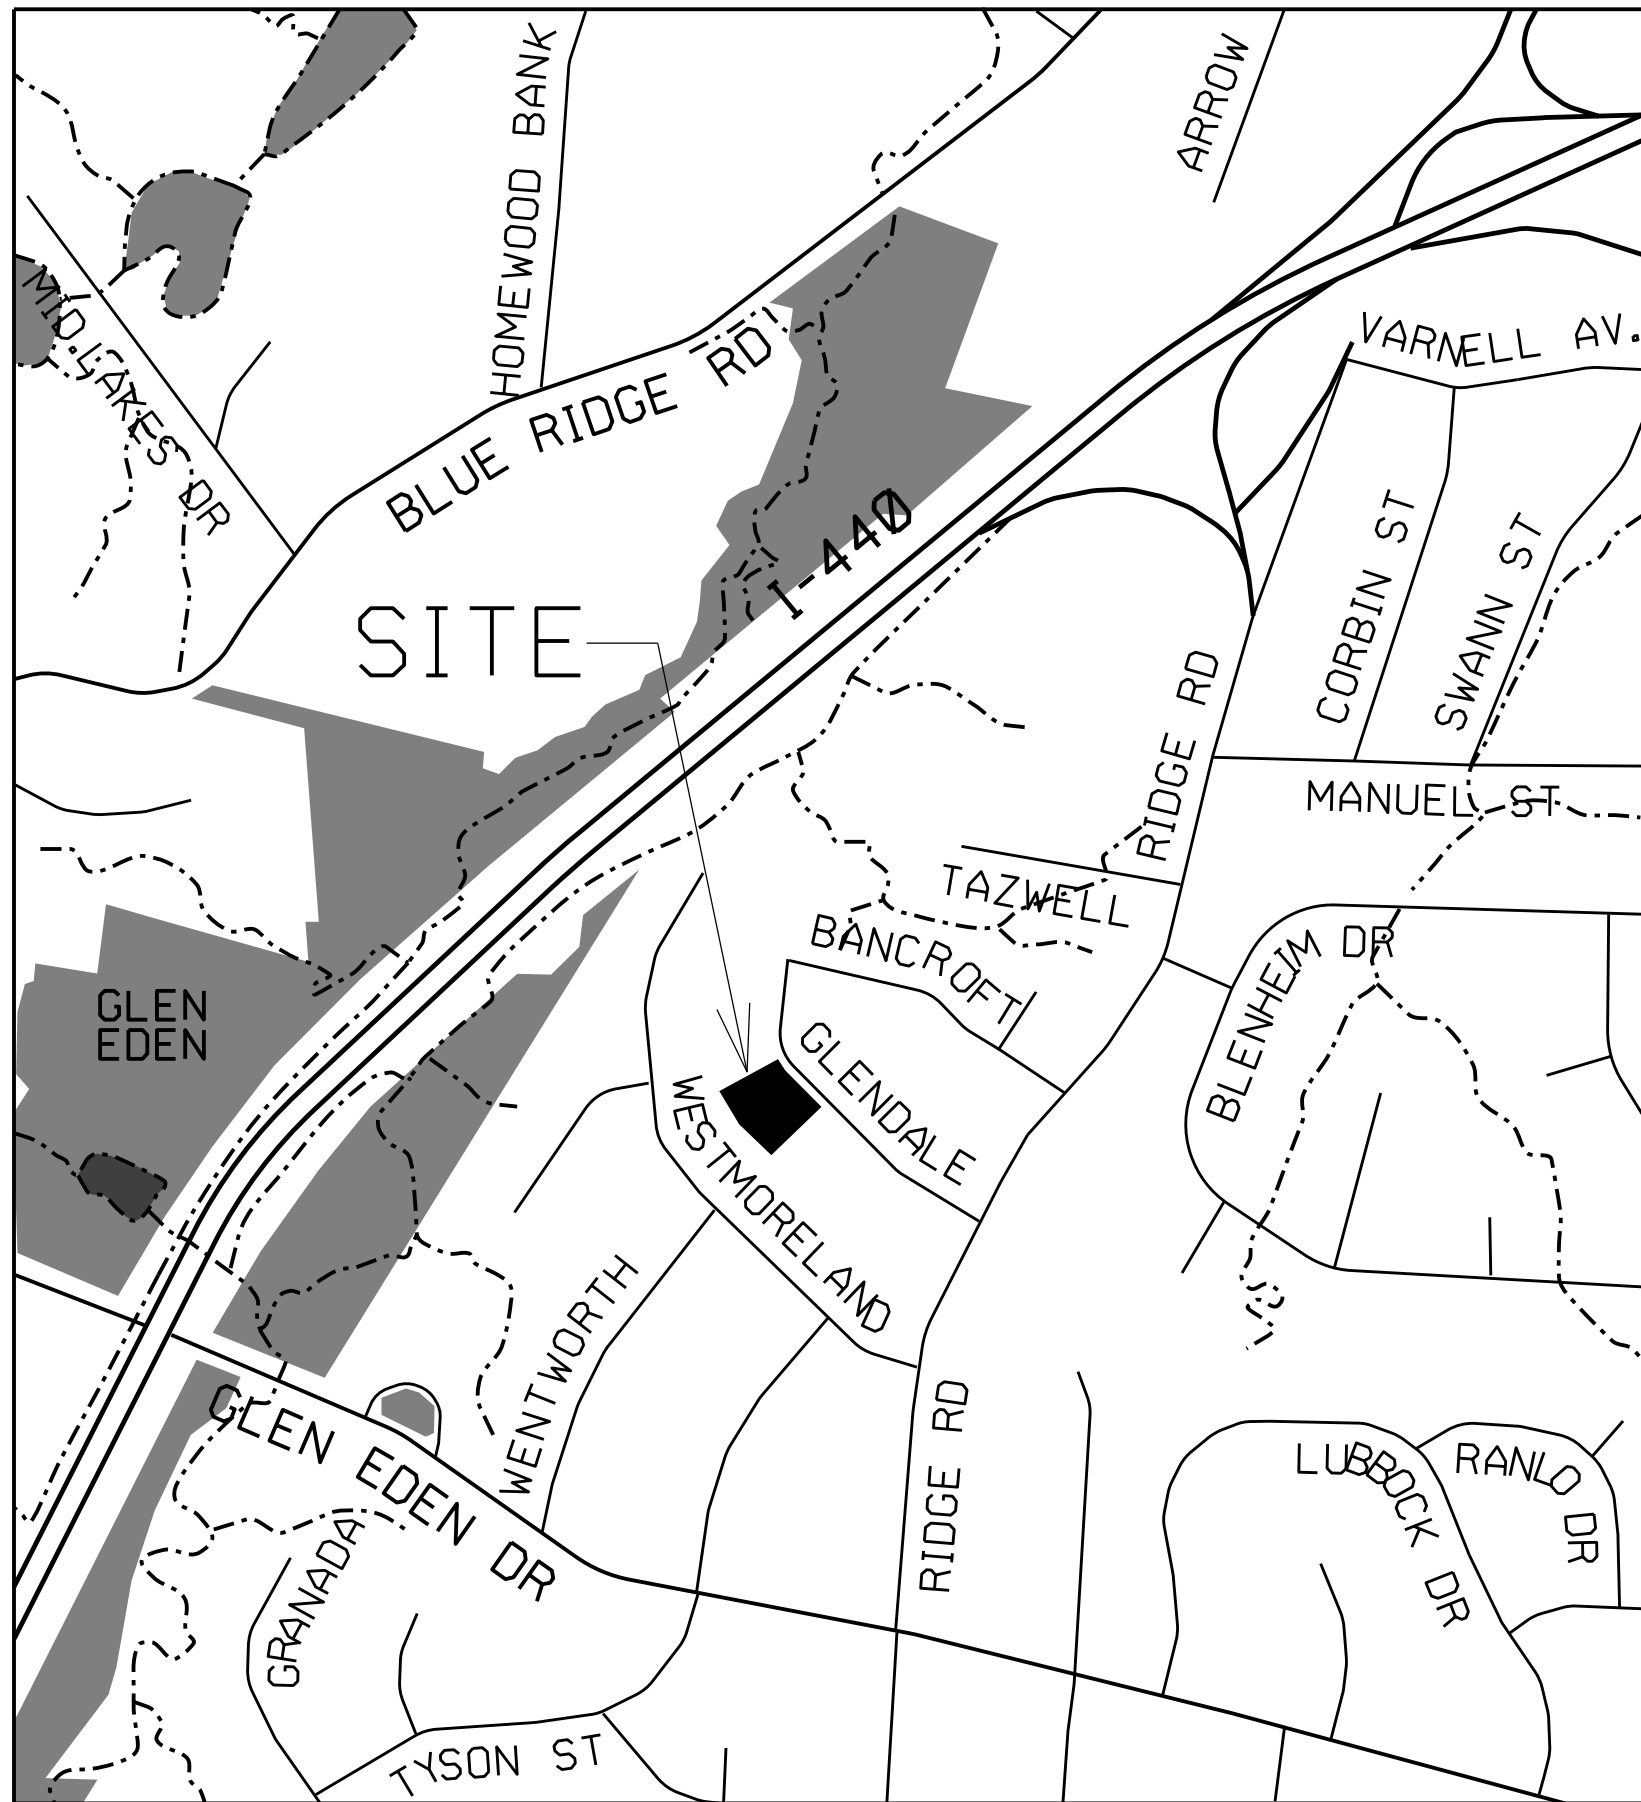 HOMEWOOD BANK
ARROW
MID.LAKES DR
BLUE RIDGE RD
VARNELL AV.
I-440
CORBIN ST
SWANN ST
SITE
RIDGE RD
MANUEL ST
TAZWELL
BANCROFT
BLENHEIM DR
GLEN
EDEN
GLENDALE
WESTMORELAND
WENTWORTH
GLEN EDEN DR
RIDGE RD
LUBBOCK DR
RANLO DR
GRANADA
TYSON ST